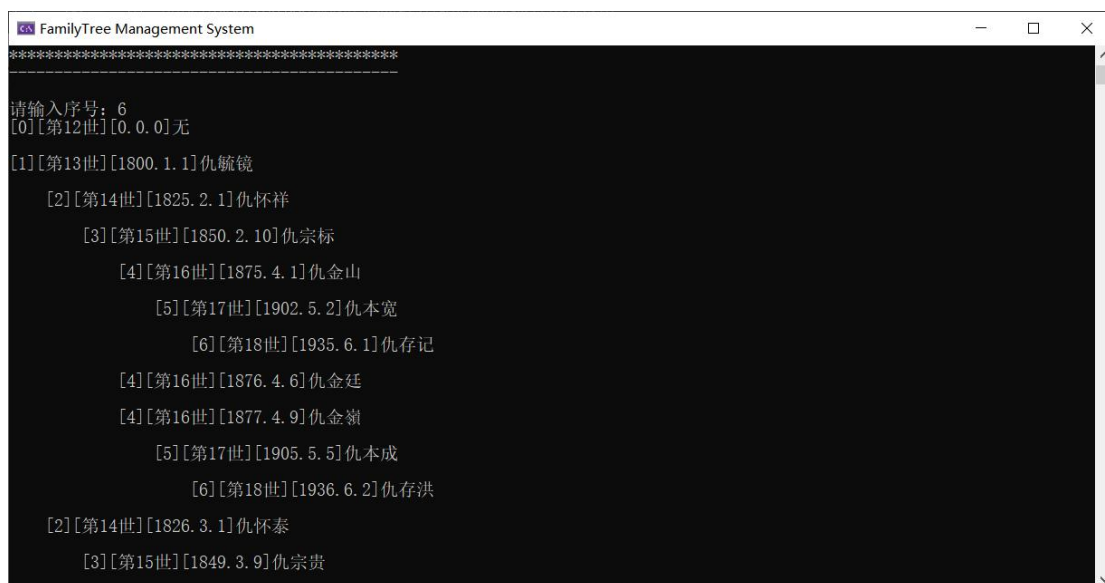 FamilyTree Management System
*******************************************
-------------------------------------------
请输入序号: 6
[0][第12世][0.0.0]无
[1][第13世][1800.1.1]仇毓镜
[2][第14世][1825.2.1]仇怀祥
[3][第15世][1850.2.10]仇宗标
[4][第16世][1875.4.1]仇金山
[5][第17世][1902.5.2]仇本宽
[6][第18世][1935.6.1]仇存记
[4][第16世][1876.4.6]仇金廷
[4][第16世][1877.4.9]仇金嶺
[5][第17世][1905.5.5]仇本成
[6][第18世][1936.6.2]仇存洪
[2][第14世][1826.3.1]仇怀泰
[3][第15世][1849.3.9]仇宗贵